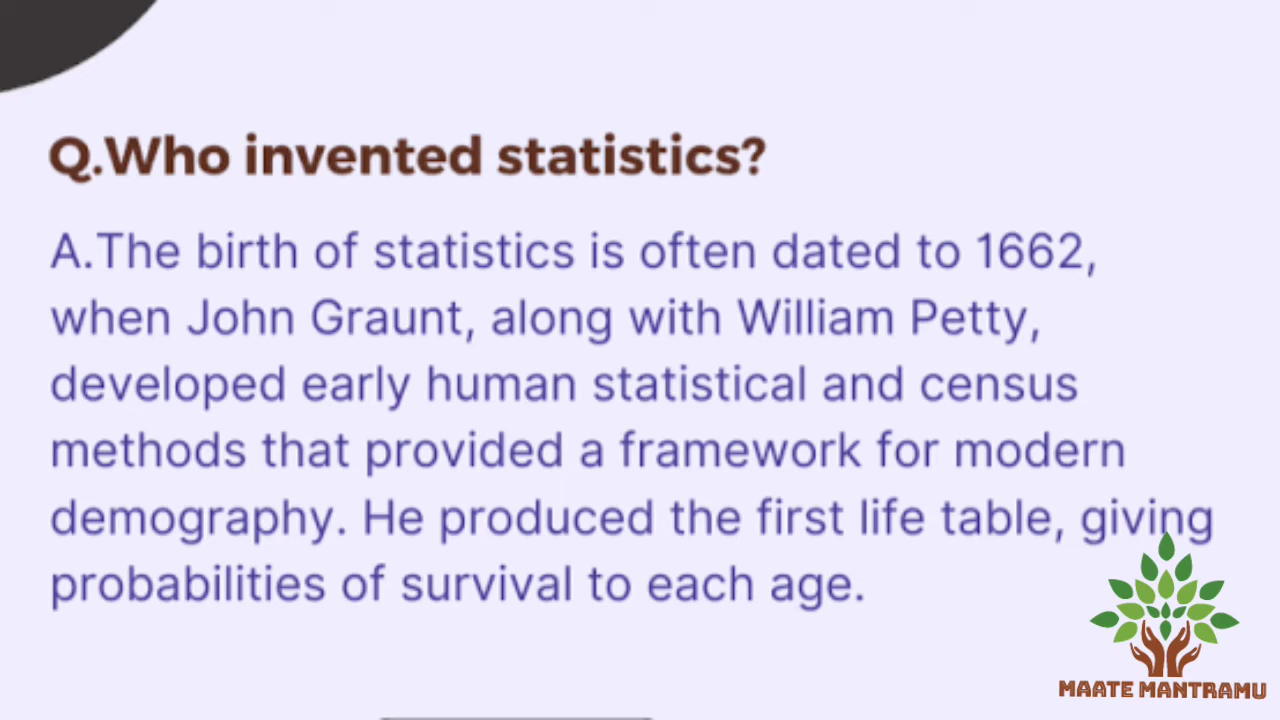 Q.Who invented statistics?
A.The birth of statistics is often dated to 1662,
when John Graunt, along with William Petty,
developed early human statistical and census
methods that provided a framework for modern
demography. He produced the first life table, giving
probabilities of survival to each age.
MAATE MANTRAMU